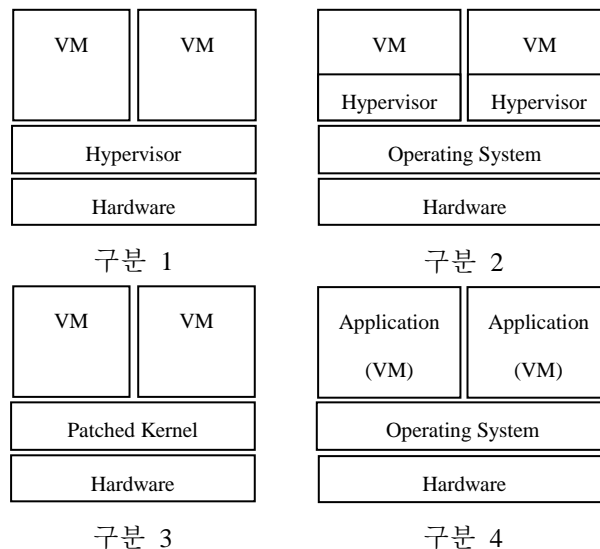 VM VM
Hypervisor
Hardware
구분 1
VM VM
Hypervisor Hypervisor
Operating System
Hardware
구분 2
VM VM
Patched Kernel
Hardware
구분 3
Application Application
(VM) (VM)
Operating System
Hardware
구분 4